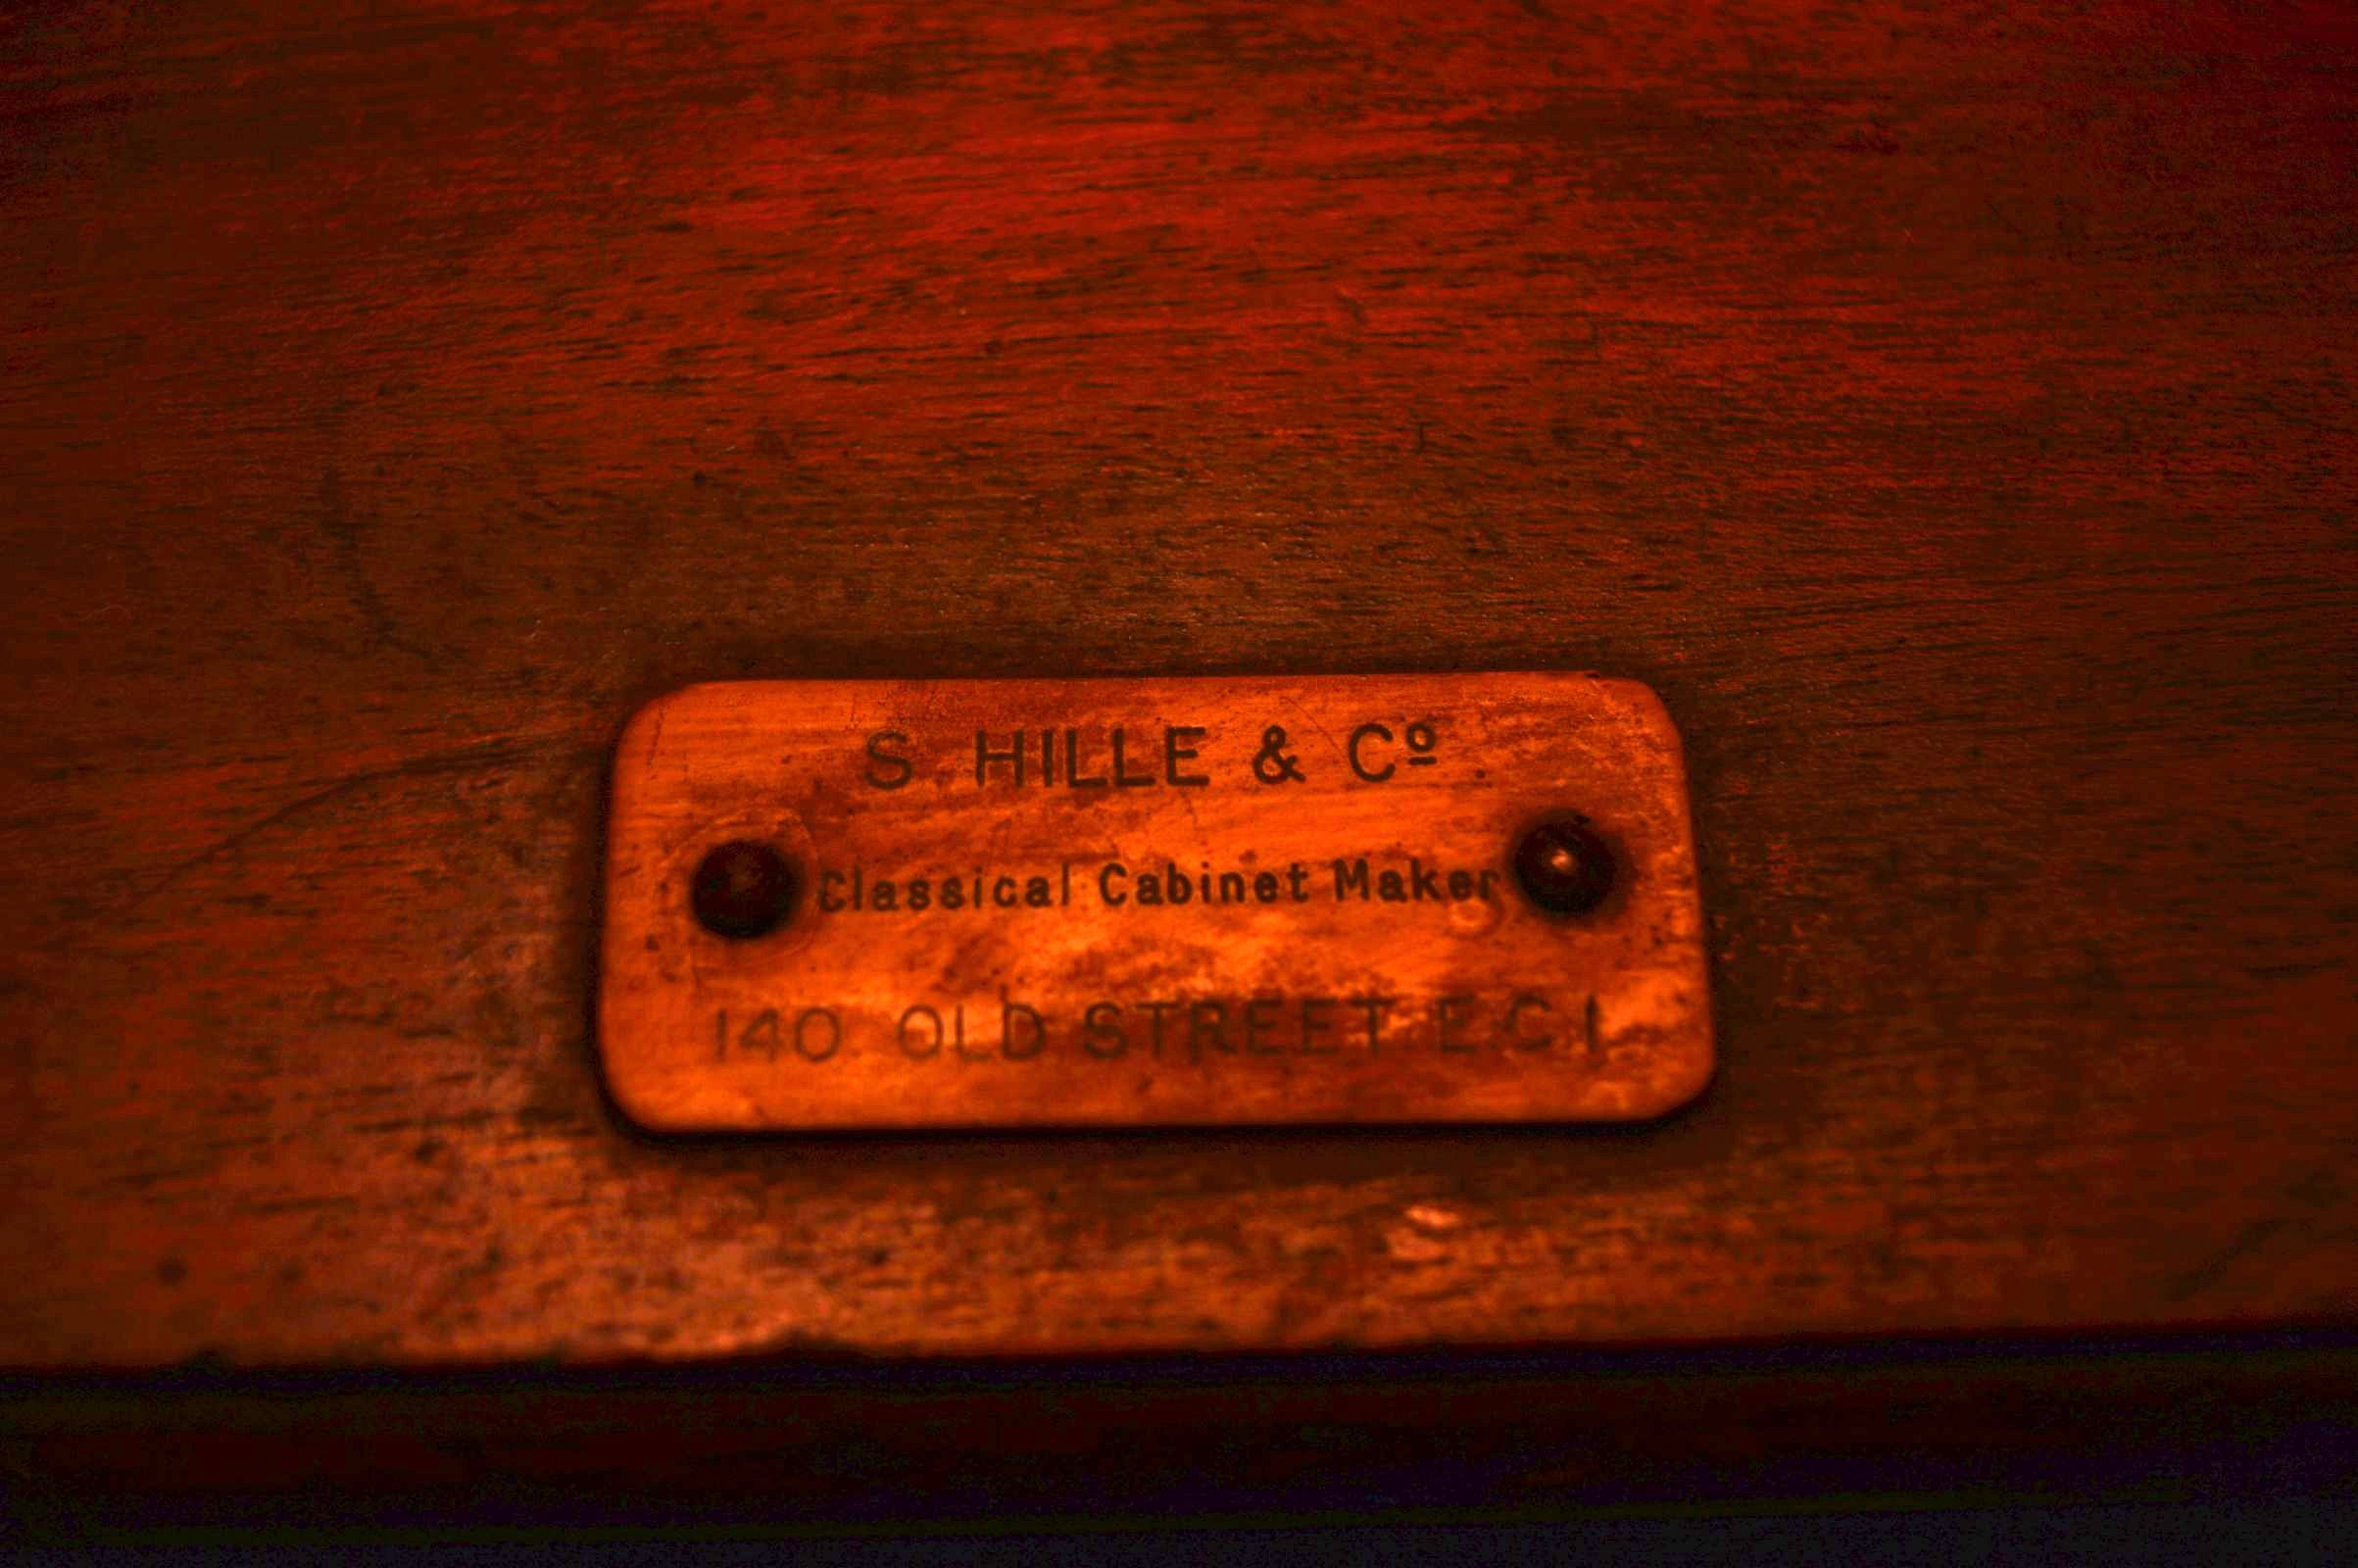 S. HILLE & Cº
Classical Cabinet Maker
140. OLD STREET. E.C.1